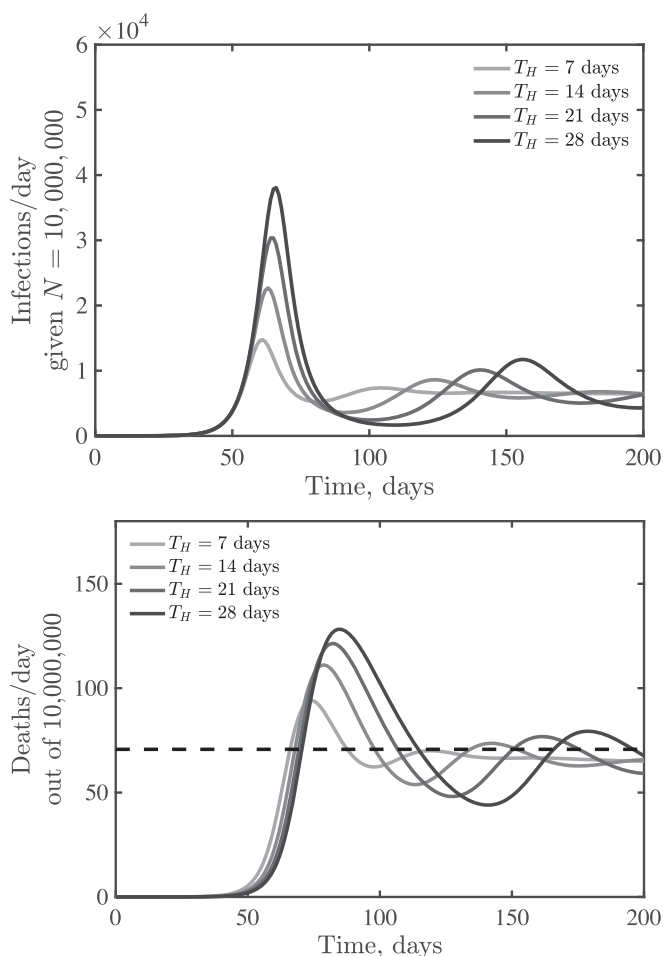 ×10⁴
6
5
4
3
2
1
0
Infections/day
given N = 10,000,000
T_H = 7 days
T_H = 14 days
T_H = 21 days
T_H = 28 days
0 50 100 150 200
Time, days
150
100
50
0
Deaths/day
out of 10,000,000
T_H = 7 days
T_H = 14 days
T_H = 21 days
T_H = 28 days
0 50 100 150 200
Time, days